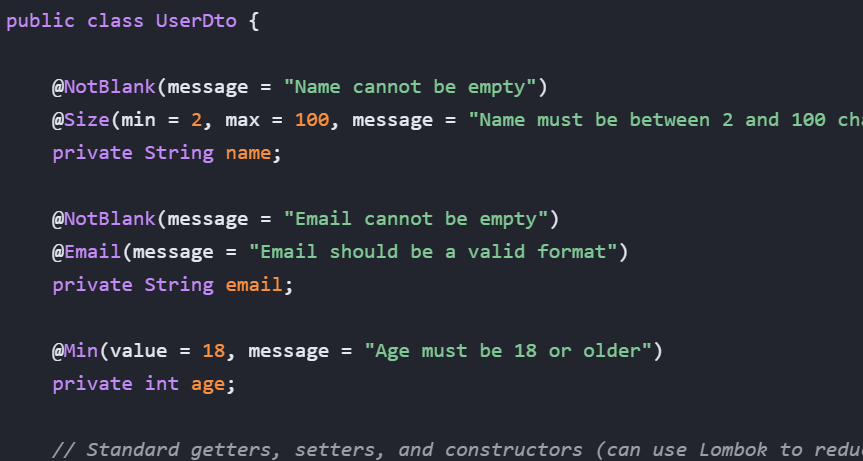 public class UserDto {
@NotBlank(message = "Name cannot be empty")
@Size(min = 2, max = 100, message = "Name must be between 2 and 100
private String name;
@NotBlank(message = "Email cannot be empty")
@Email(message = "Email should be a valid format")
private String email;
@Min(value = 18, message = "Age must be 18 or older")
private int age;
// Standard getters, setters, and constructors (can use Lombok to